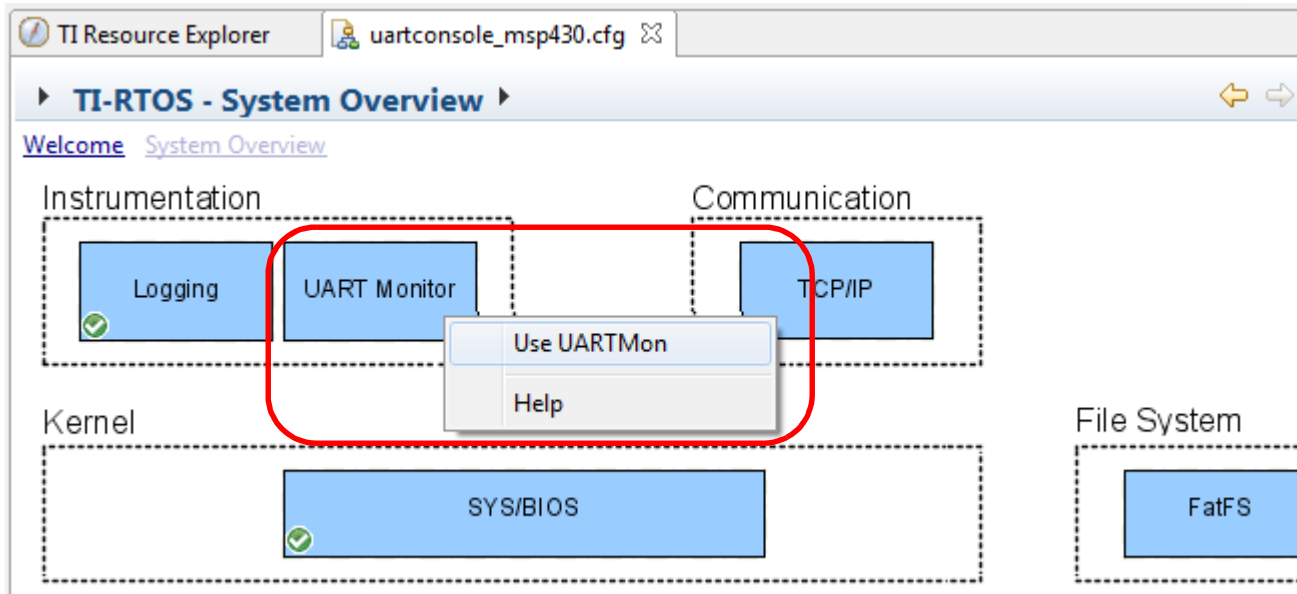 TI Resource Explorer
uartconsole_msp430.cfg
TI-RTOS - System Overview
Welcome System Overview
Instrumentation
Communication
Logging
UART Monitor
TCP/IP
Use UARTMon
Help
Kernel
File System
SYS/BIOS
FatFS